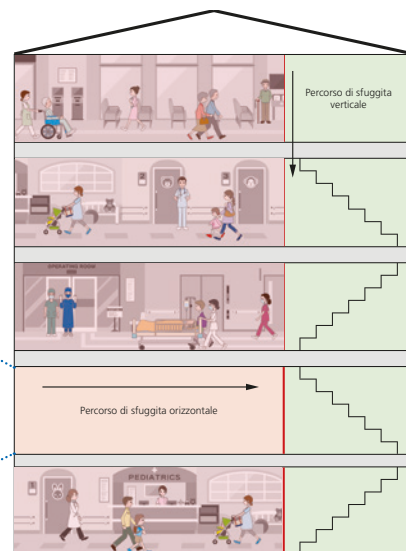 Percorso di sfuggita
verticale
OPERATING ROOM
Percorso di sfuggita orizzontale
PEDIATRICS